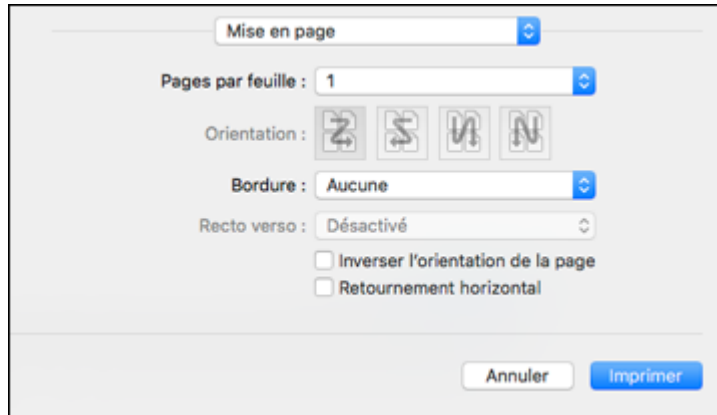 Mise en page
Pages par feuille : 1
Orientation :
Bordure : Aucune
Recto verso : Désactivé
Inverser l'orientation de la page
Retournement horizontal
Annuler Imprimer